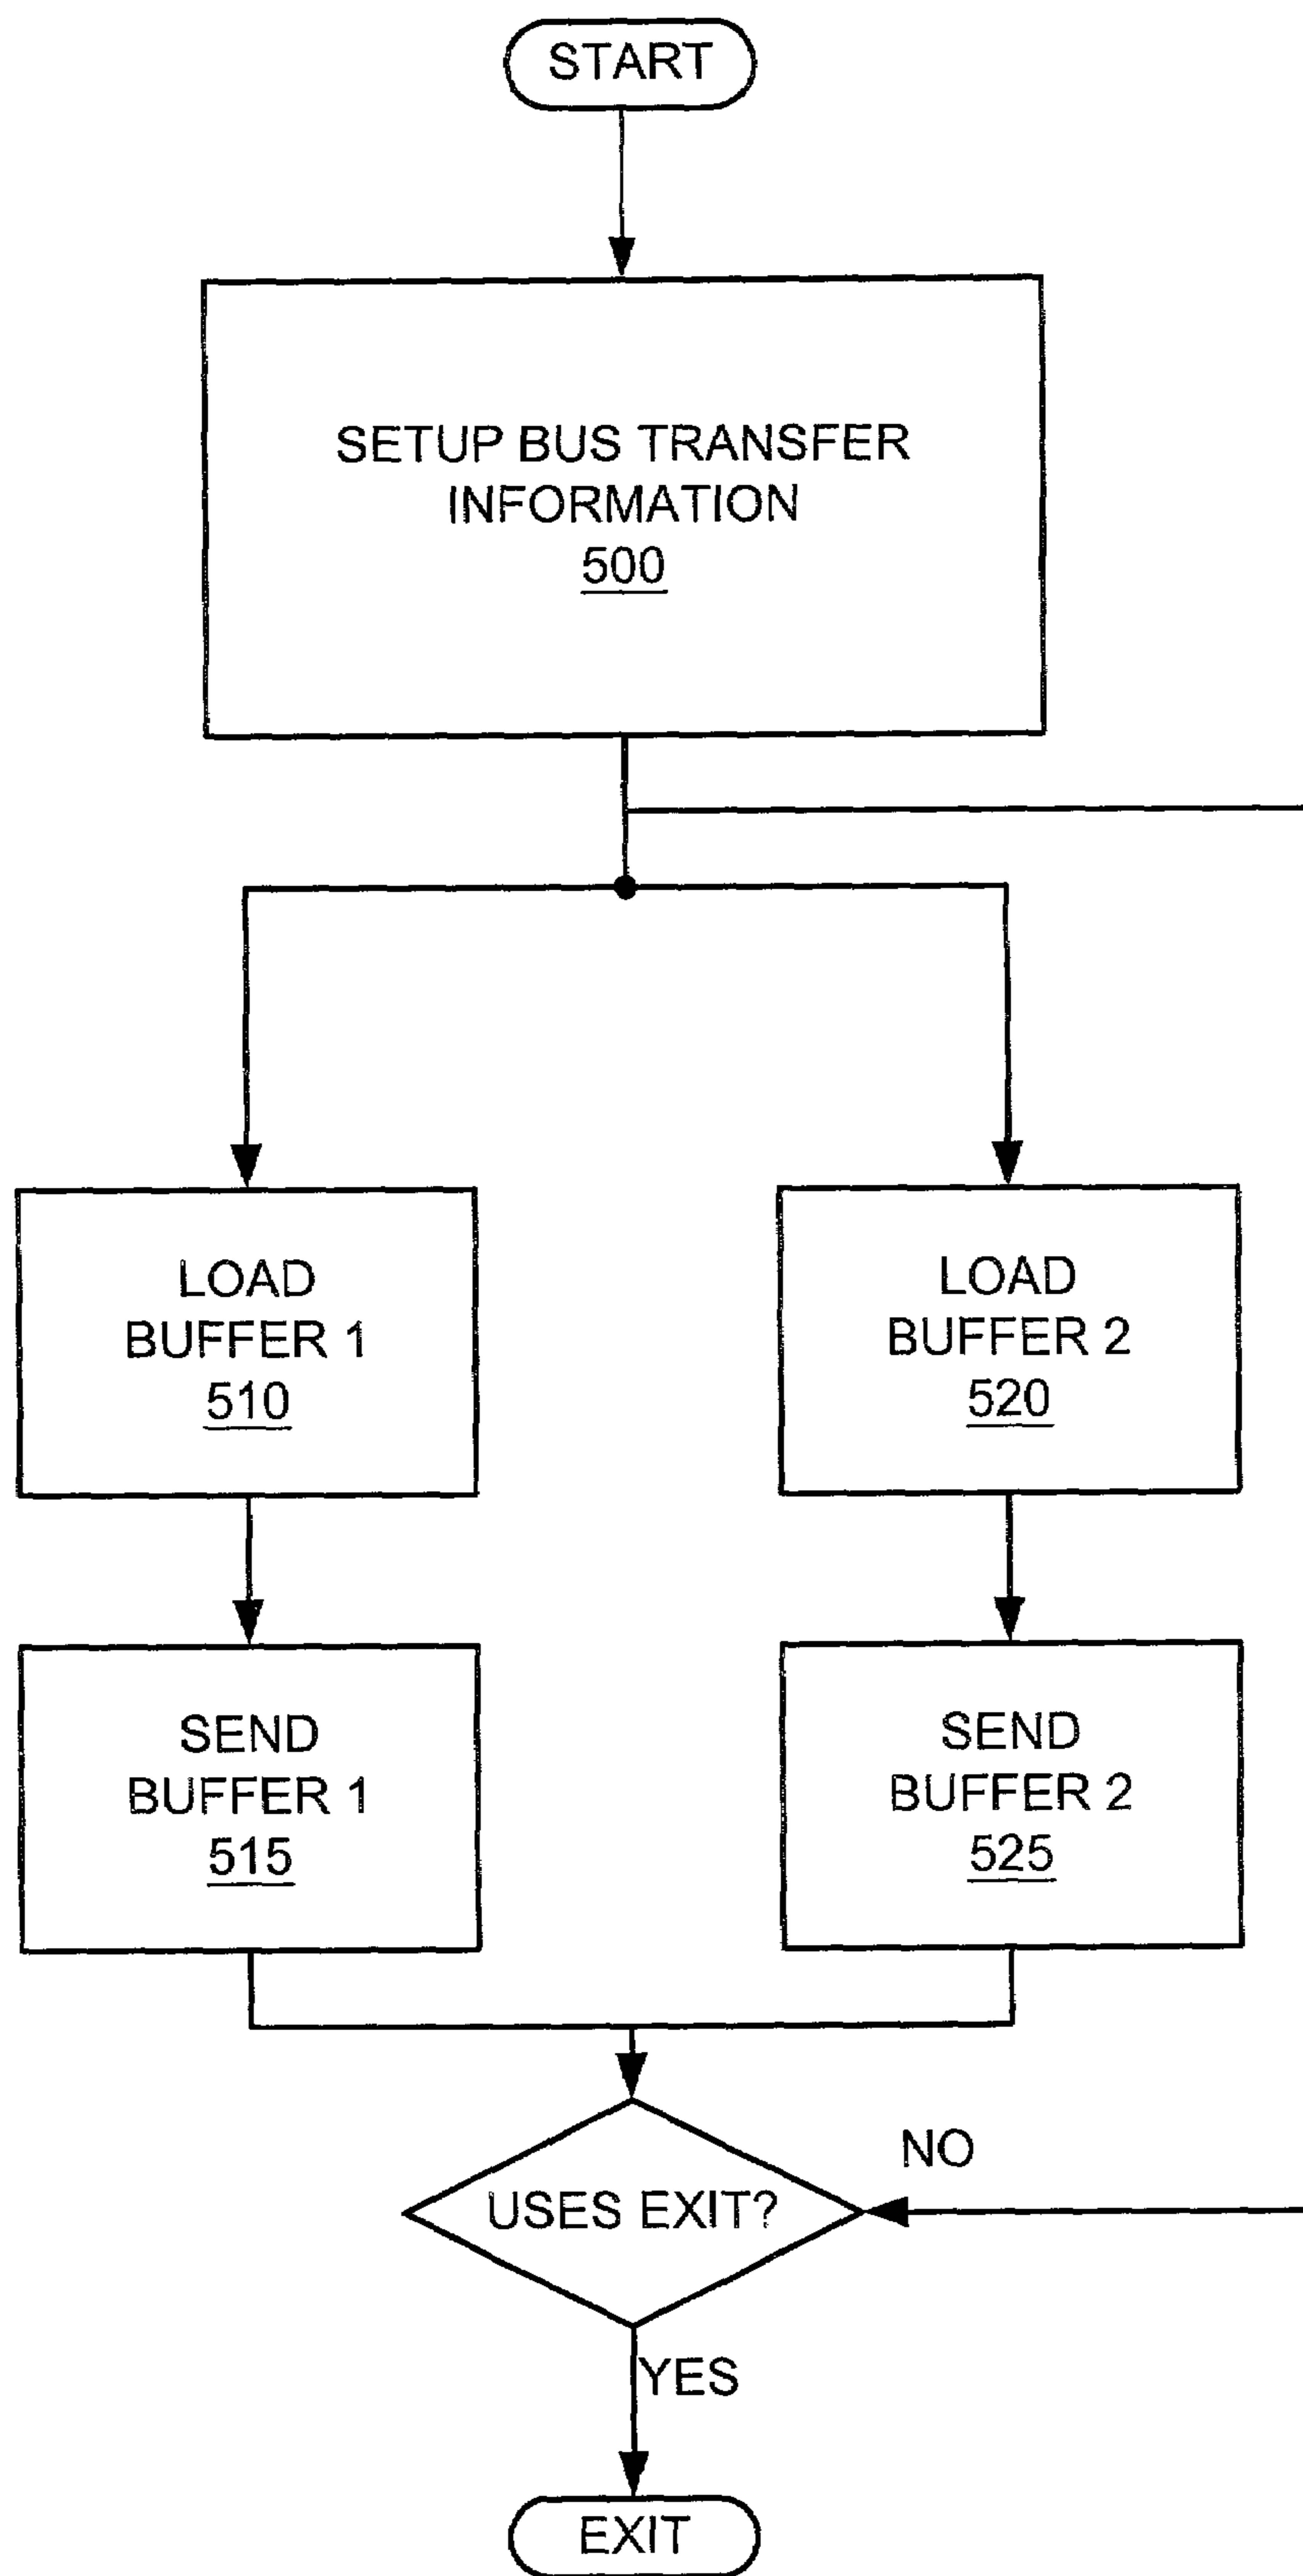 START
SETUP BUS TRANSFER
INFORMATION
500
LOAD
BUFFER 1
510
LOAD
BUFFER 2
520
SEND
BUFFER 1
515
SEND
BUFFER 2
525
NO
USES EXIT?
YES
EXIT